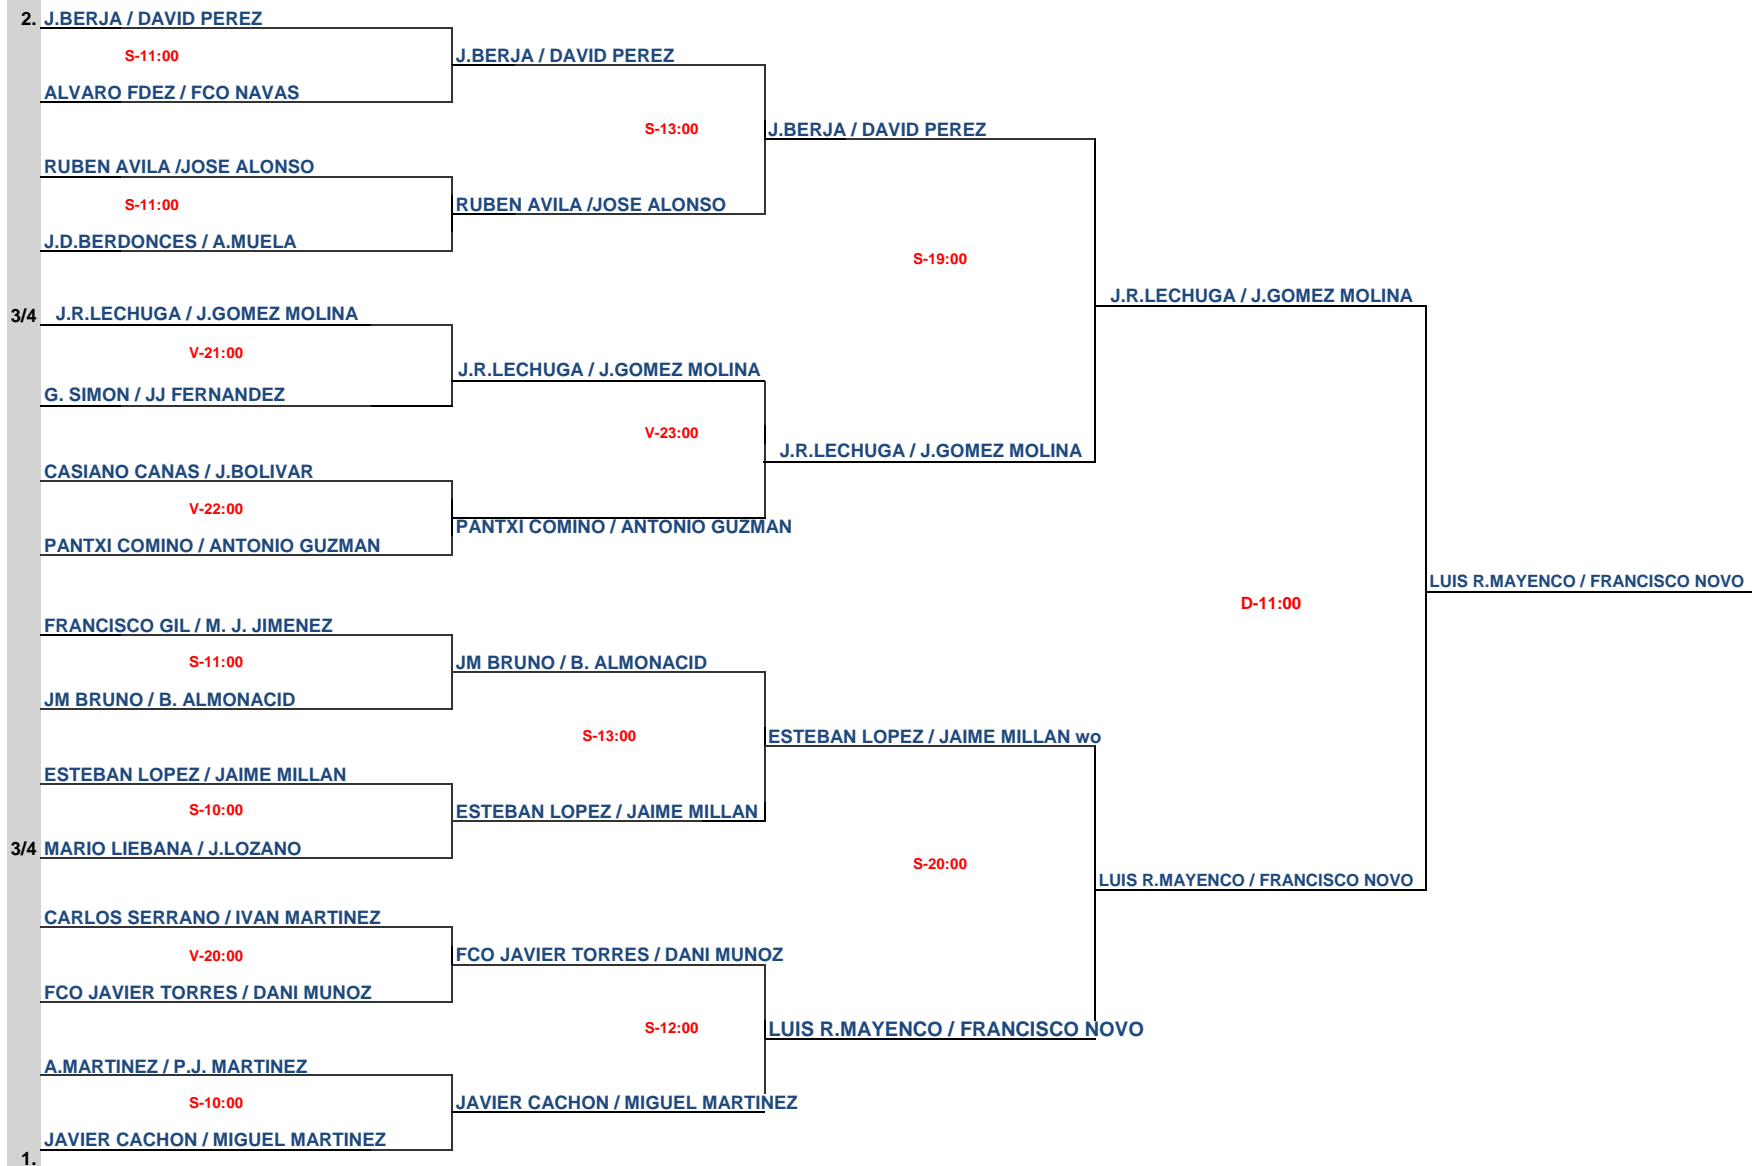 2. J.BERJA / DAVID PEREZ
S-11:00
J.BERJA / DAVID PEREZ
ALVARO FDEZ / FCO NAVAS
S-13:00
J.BERJA / DAVID PEREZ
RUBEN AVILA /JOSE ALONSO
S-11:00
RUBEN AVILA /JOSE ALONSO
J.D.BERDONCES / A.MUELA
S-19:00
J.R.LECHUGA / J.GOMEZ MOLINA
3/4 J.R.LECHUGA / J.GOMEZ MOLINA
V-21:00
J.R.LECHUGA / J.GOMEZ MOLINA
G. SIMON / JJ FERNANDEZ
V-23:00
J.R.LECHUGA / J.GOMEZ MOLINA
CASIANO CANAS / J.BOLIVAR
V-22:00
PANTXI COMINO / ANTONIO GUZMAN
PANTXI COMINO / ANTONIO GUZMAN
LUIS R.MAYENCO / FRANCISCO NOVO
D-11:00
FRANCISCO GIL / M. J. JIMENEZ
S-11:00
JM BRUNO / B. ALMONACID
JM BRUNO / B. ALMONACID
S-13:00
ESTEBAN LOPEZ / JAIME MILLAN wo
ESTEBAN LOPEZ / JAIME MILLAN
S-10:00
ESTEBAN LOPEZ / JAIME MILLAN
3/4 MARIO LIEBANA / J.LOZANO
S-20:00
LUIS R.MAYENCO / FRANCISCO NOVO
CARLOS SERRANO / IVAN MARTINEZ
V-20:00
FCO JAVIER TORRES / DANI MUNOZ
FCO JAVIER TORRES / DANI MUNOZ
S-12:00
LUIS R.MAYENCO / FRANCISCO NOVO
A.MARTINEZ / P.J. MARTINEZ
S-10:00
JAVIER CACHON / MIGUEL MARTINEZ
JAVIER CACHON / MIGUEL MARTINEZ
1.